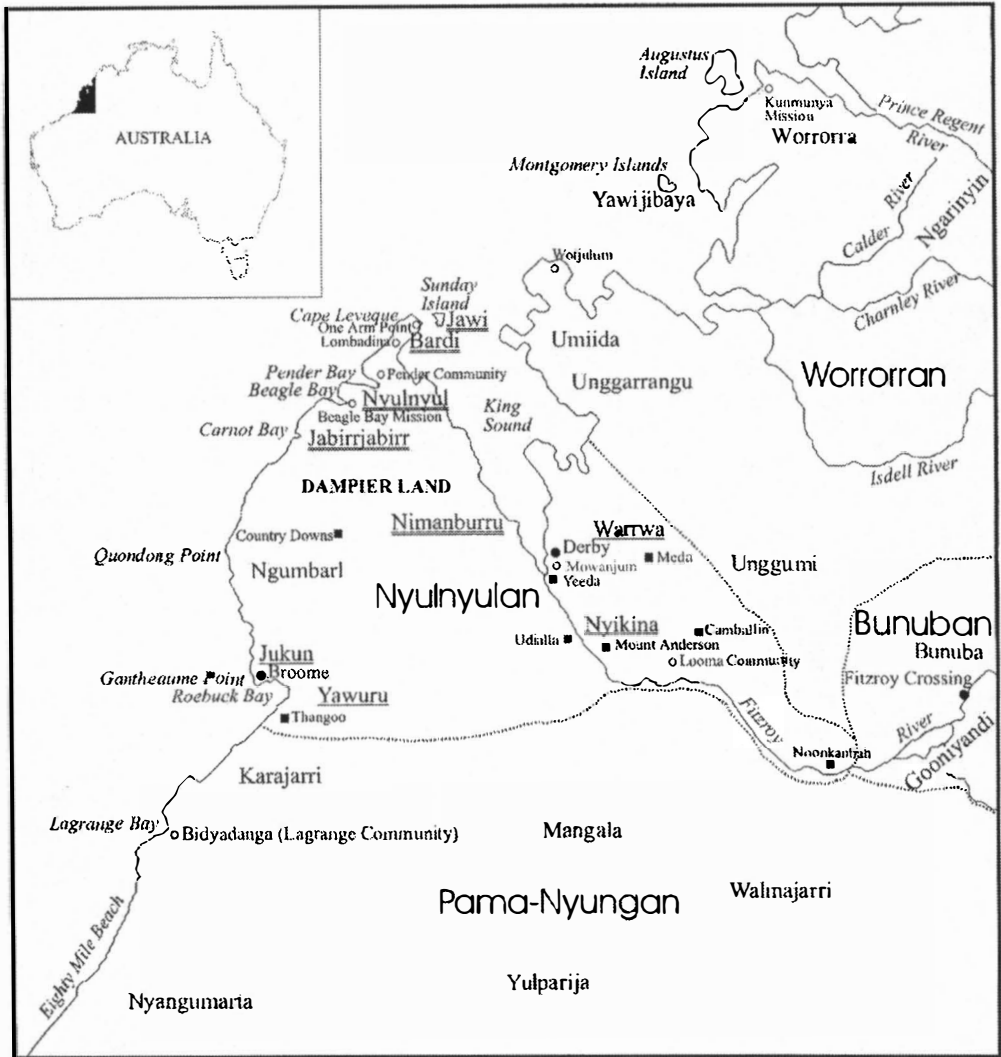 AUSTRALIA
Augustus
Island
Kunmunya
Mission
Worrorra
Prince Regent
River
Montgomery Islands
Yawijibaya
Calder
River
Ngarinyin
Wotjulum
Charnley River
Sunday
Island
Cape Leveque
Jawi
One Arm Point
Lombadina
Bardi
Umiida
Pender Bay
Pender Community
Unggarrangu
Worrorran
Beagle Bay
Nyulnyul
Beagle Bay Mission
King
Sound
Carnot Bay
Jabirrjabirr
Isdell River
DAMPIER LAND
Nimanburru
Warrwa
Country Downs
Quondong Point
Derby
Meda
Mowanjum
Unggumi
Ngumbarl
Yeeda
Nyulnyulan
Bunuban
Nyikina
Camballin
Udialla
Mount Anderson
Bunuba
Jukun
Looma Community
Gantheaume Point
Broome
Fitzroy Crossing
Roebuck Bay
Yawuru
Thangoo
Fitzroy
River
Noonkanbah
Gooniyandi
Karajarri
Lagrange Bay
Bidyadanga (Lagrange Community)
Mangala
Walmajarri
Pama-Nyungan
Eighty Mile Beach
Yulparija
Nyangumarta